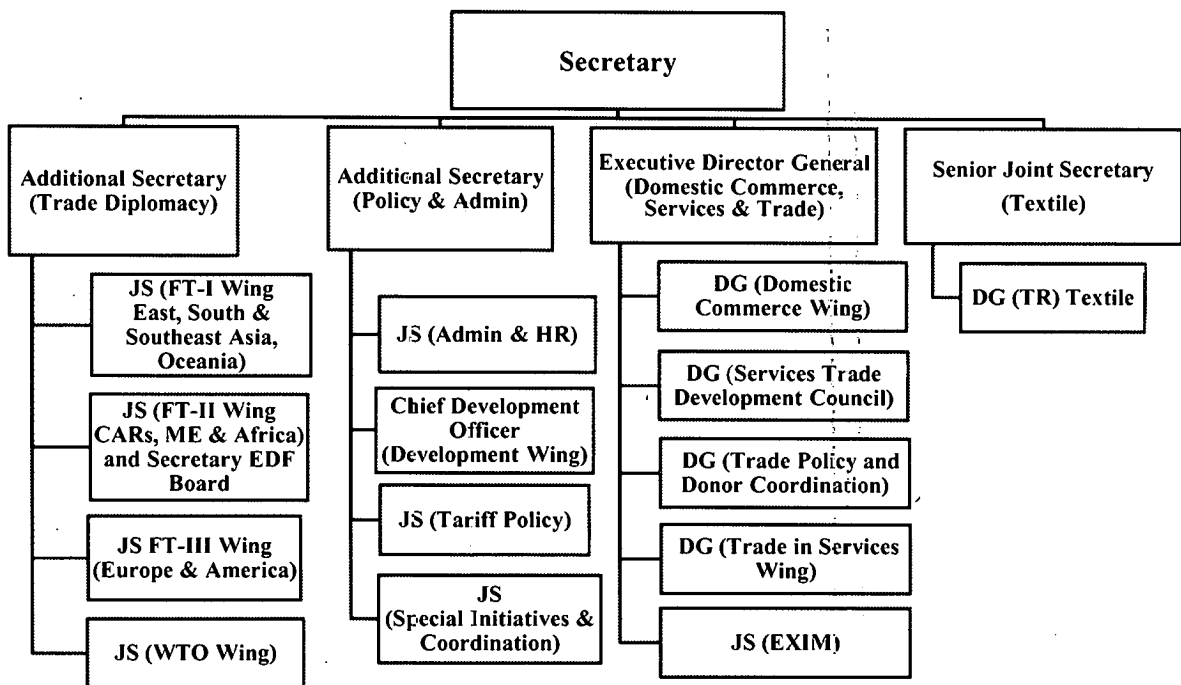 Secretary
Additional Secretary
(Trade Diplomacy)
JS (FT-I Wing
East, South &
Southeast Asia,
Oceania)
JS (FT-II Wing
CARs, ME & Africa)
and Secretary EDF
Board
JS FT-III Wing
(Europe & America)
JS (WTO Wing)
Additional Secretary
(Policy & Admin)
JS (Admin & HR)
Chief Development
Officer
(Development Wing)
JS (Tariff Policy)
JS
(Special Initiatives &
Coordination)
Executive Director General
(Domestic Commerce,
Services & Trade)
DG (Domestic
Commerce Wing)
DG (Services Trade
Development Council)
DG (Trade Policy and
Donor Coordination)
DG (Trade in Services
Wing)
JS (EXIM)
Senior Joint Secretary
(Textile)
DG (TR) Textile